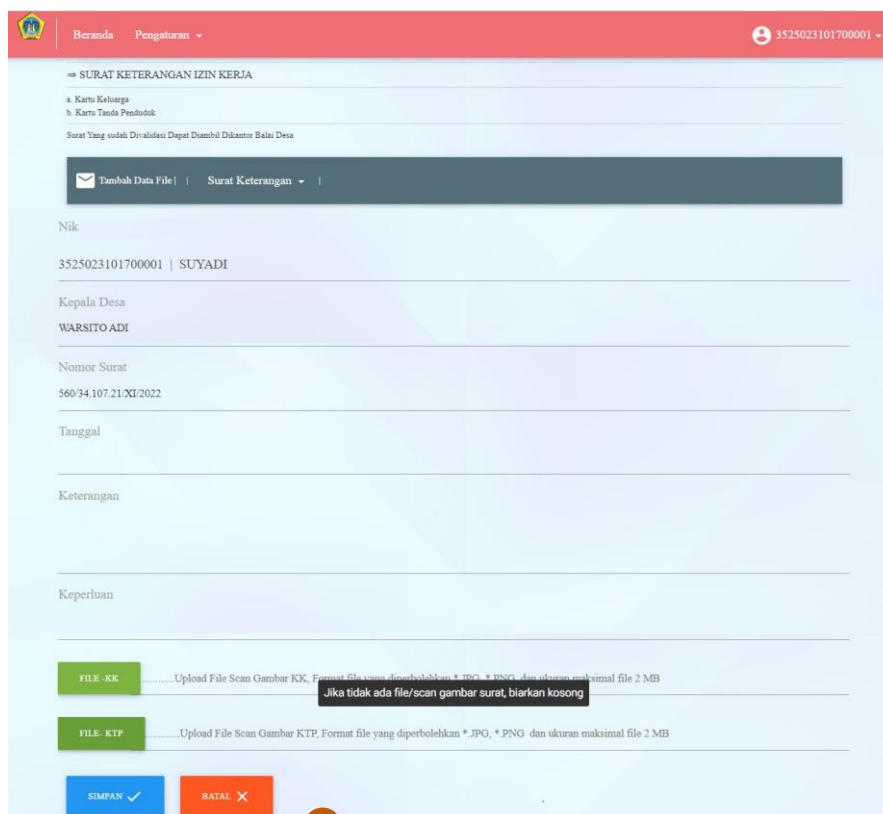 Beranda Pengaturan 3525023101700001
⇒ SURAT KETERANGAN IZIN KERJA
a. Kartu Keluarga
b. Kartu Tanda Penduduk
Surat Yang sudah Divalidasi Dapat Diambil Dikantor Balai Desa
Tambah Data File | | Surat Keterangan |
Nik
3525023101700001 | SUYADI
Kepala Desa
WARSITO ADI
Nomor Surat
560/34.107.21/XI/2022
Tanggal
Keterangan
Keperluan
FILE -KK ............Upload File Scan Gambar KK, Format file yang diperbolehkan *.JPG, *.PNG dan ukuran maksimal file 2 MB
Jika tidak ada file/scan gambar surat, biarkan kosong
FILE- KTP ............Upload File Scan Gambar KTP, Format file yang diperbolehkan *.JPG, *.PNG dan ukuran maksimal file 2 MB
SIMPAN BATAL